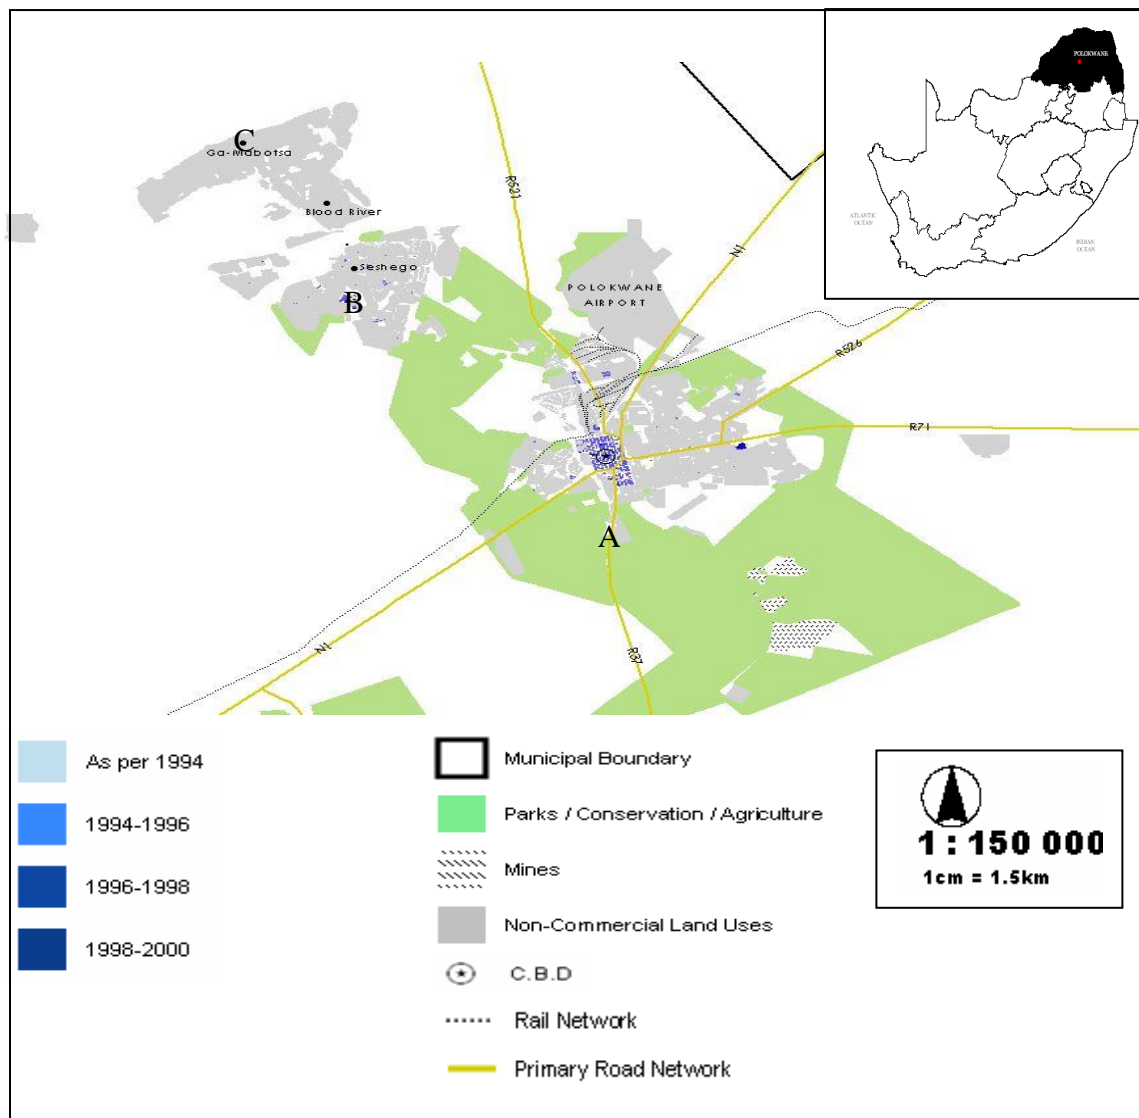 POLOKWANE
ATLANTIC
OCEAN
INDIAN
OCEAN
C
Ga-Mabotsa
Blood River
Seshego
B
R521
N1
POLOKWANE
AIRPORT
R526
R71
A
N1
R37
As per 1994
1994-1996
1996-1998
1998-2000
Municipal Boundary
Parks / Conservation / Agriculture
Mines
Non-Commercial Land Uses
C.B.D
Rail Network
Primary Road Network
1 : 150 000
1cm = 1.5km